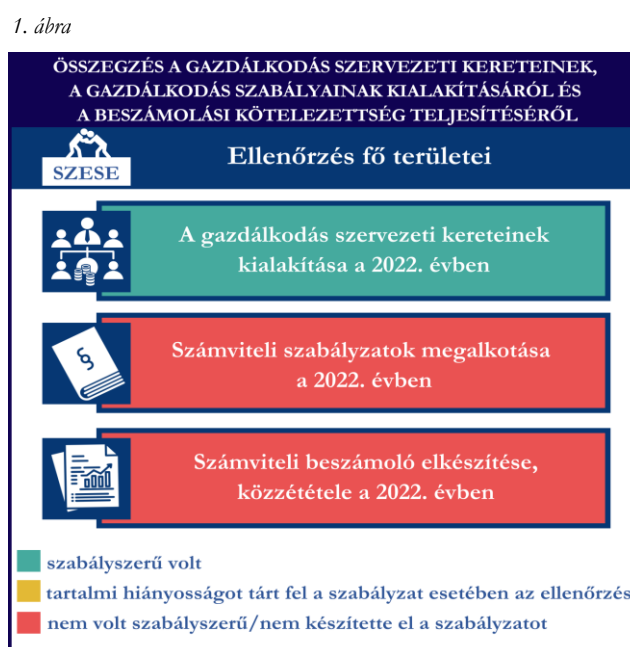 1. ábra
ÖSSZEGZÉS A GAZDÁLKODÁS SZERVEZETI KERETEINEK,
A GAZDÁLKODÁS SZABÁLYAINAK KIALAKÍTÁSÁRÓL ÉS
A BESZÁMOLÁSI KÖTELEZETTSÉG TELJESÍTÉSÉRŐL
SZESE
Ellenőrzés fő területei
A gazdálkodás szervezeti kereteinek
kialakítása a 2022. évben
§
Számviteli szabályzatok megalkotása
a 2022. évben
Számviteli beszámoló elkészítése,
közzététele a 2022. évben
szabályszerű volt
tartalmi hiányosságot tárt fel a szabályzat esetében az ellenőrzés
nem volt szabályszerű/nem készítette el a szabályzatot